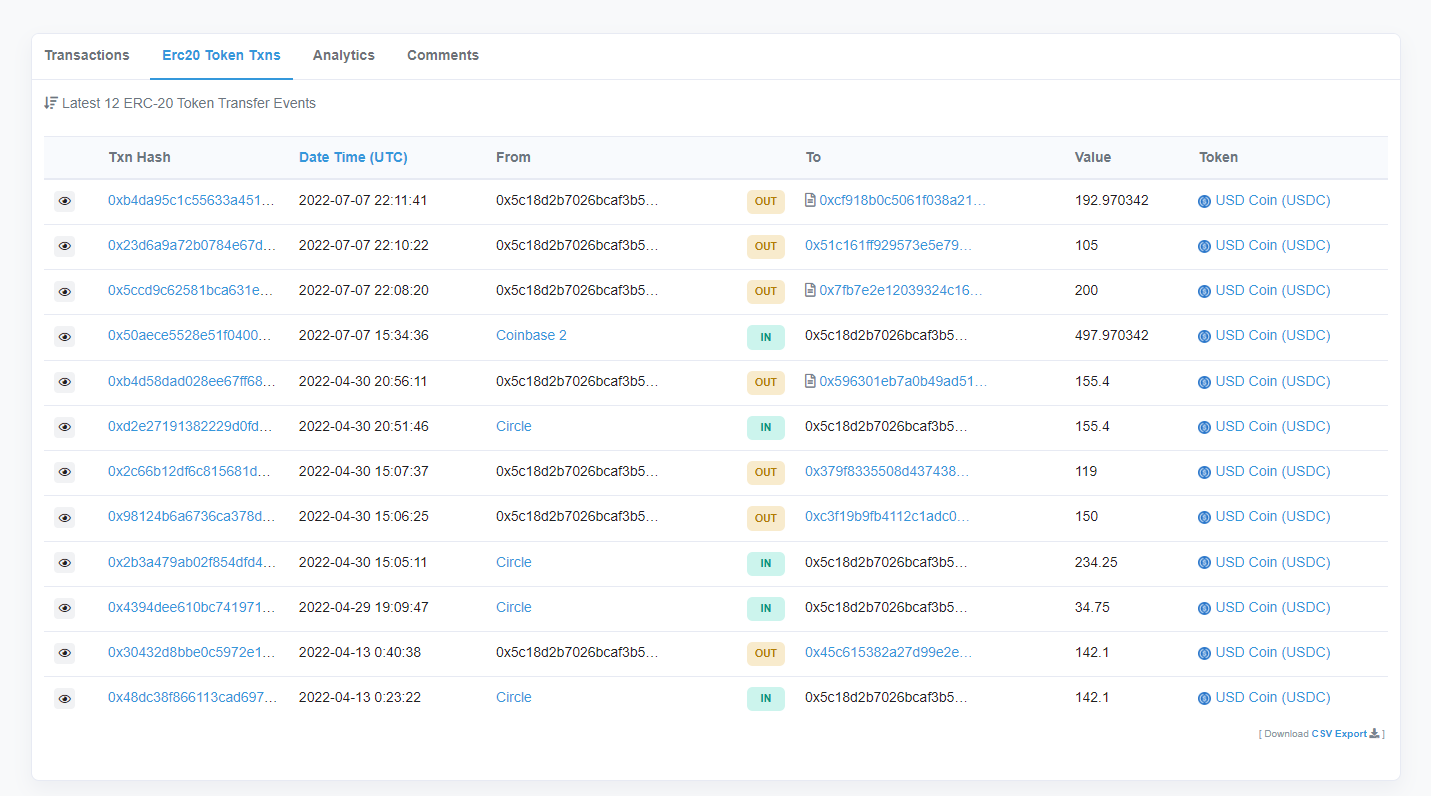 Transactions Erc20 Token Txns Analytics Comments
Latest 12 ERC-20 Token Transfer Events
Txn Hash Date Time (UTC) From To Value Token
0xb4da95c1c55633a451... 2022-07-07 22:11:41 0x5c18d2b7026bcaf3b5... OUT 0xcf918b0c5061f038a21... 192.970342 USD Coin (USDC)
0x23d6a9a72b0784e67d... 2022-07-07 22:10:22 0x5c18d2b7026bcaf3b5... OUT 0x51c161ff929573e5e79... 105 USD Coin (USDC)
0x5ccd9c62581bca631e... 2022-07-07 22:08:20 0x5c18d2b7026bcaf3b5... OUT 0x7fb7e2e12039324c16... 200 USD Coin (USDC)
0x50aece5528e51f0400... 2022-07-07 15:34:36 Coinbase 2 IN 0x5c18d2b7026bcaf3b5... 497.970342 USD Coin (USDC)
0xb4d58dad028ee67ff68... 2022-04-30 20:56:11 0x5c18d2b7026bcaf3b5... OUT 0x596301eb7a0b49ad51... 155.4 USD Coin (USDC)
0xd2e27191382229d0fd... 2022-04-30 20:51:46 Circle IN 0x5c18d2b7026bcaf3b5... 155.4 USD Coin (USDC)
0x2c66b12df6c815681d... 2022-04-30 15:07:37 0x5c18d2b7026bcaf3b5... OUT 0x379f8335508d437438... 119 USD Coin (USDC)
0x98124b6a6736ca378d... 2022-04-30 15:06:25 0x5c18d2b7026bcaf3b5... OUT 0xc3f19b9fb4112c1adc0... 150 USD Coin (USDC)
0x2b3a479ab02f854dfd4... 2022-04-30 15:05:11 Circle IN 0x5c18d2b7026bcaf3b5... 234.25 USD Coin (USDC)
0x4394dee610bc741971... 2022-04-29 19:09:47 Circle IN 0x5c18d2b7026bcaf3b5... 34.75 USD Coin (USDC)
0x30432d8bbe0c5972e1... 2022-04-13 0:40:38 0x5c18d2b7026bcaf3b5... OUT 0x45c615382a27d99e2e... 142.1 USD Coin (USDC)
0x48dc38f866113cad697... 2022-04-13 0:23:22 Circle IN 0x5c18d2b7026bcaf3b5... 142.1 USD Coin (USDC)
[ Download CSV Export ]